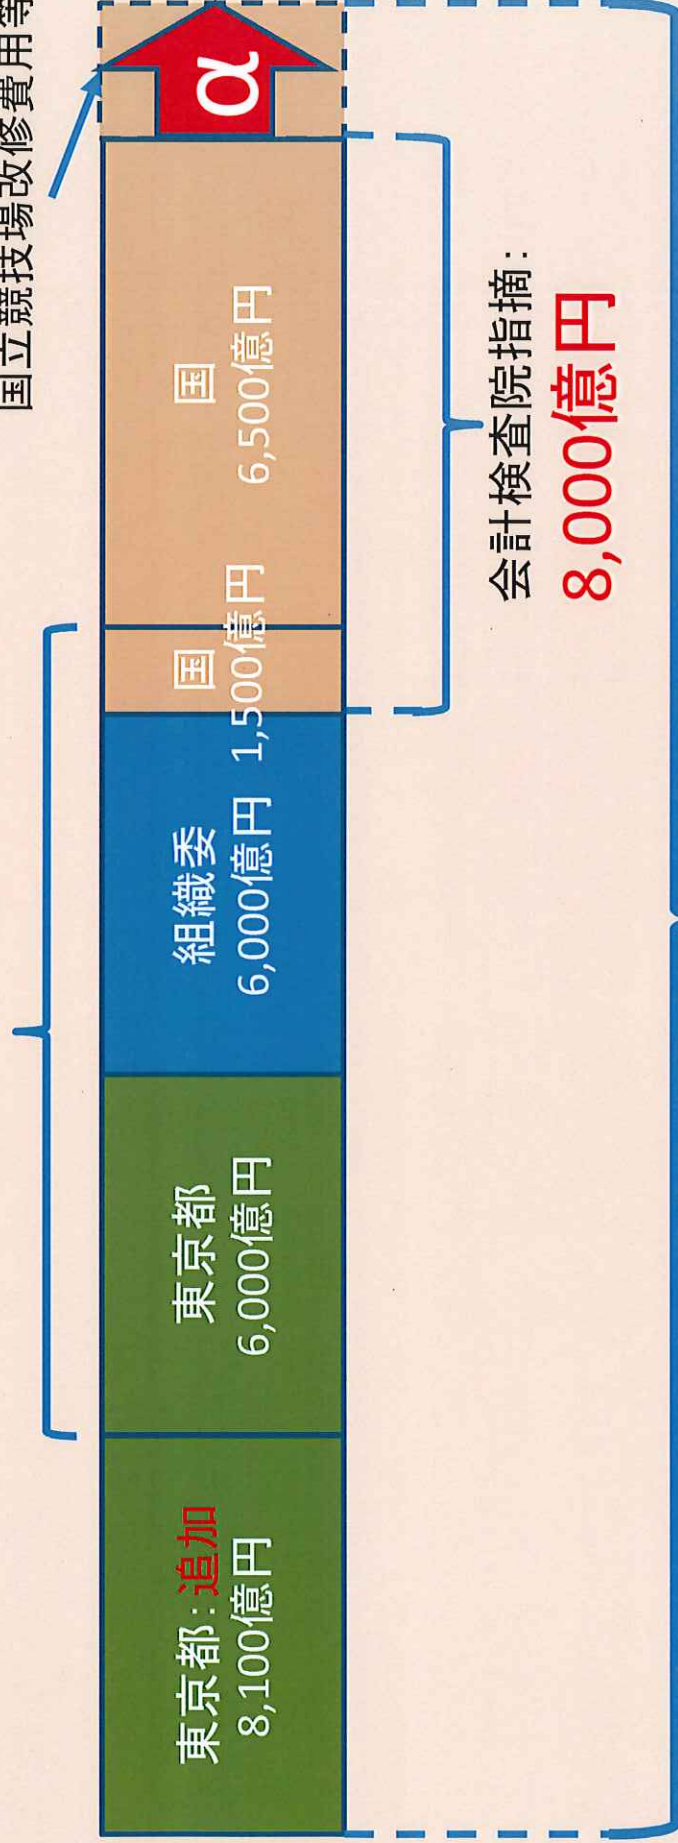 国立競技場改修費用等
α
東京都:追加
8,100億円
東京都
6,000億円
組織委
6,000億円
国
1,500億円
国
6,500億円
会計検査院指摘:
8,000億円